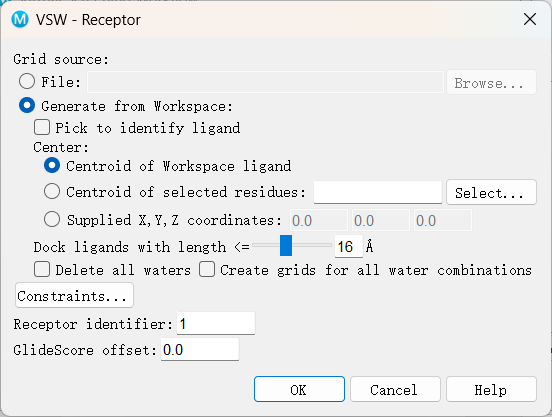 VSW - Receptor
Grid source:
File: Browse...
Generate from Workspace:
Pick to identify ligand
Center:
Centroid of Workspace ligand
Centroid of selected residues: Select...
Supplied X,Y,Z coordinates: 0.0 0.0 0.0
Dock ligands with length <= 16 Å
Delete all waters Create grids for all water combinations
Constraints...
Receptor identifier: 1
GlideScore offset: 0.0
OK Cancel Help